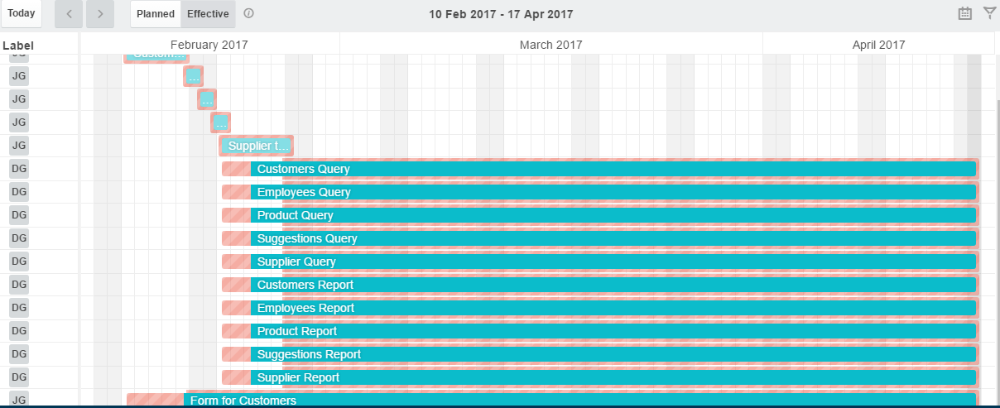 Today Planned Effective 10 Feb 2017 - 17 Apr 2017
Label February 2017 March 2017 April 2017
JG Custom...
JG ...
JG ...
JG ...
JG Supplier t...
DG Customers Query
DG Employees Query
DG Product Query
DG Suggestions Query
DG Supplier Query
DG Customers Report
DG Employees Report
DG Product Report
DG Suggestions Report
DG Supplier Report
JG Form for Customers